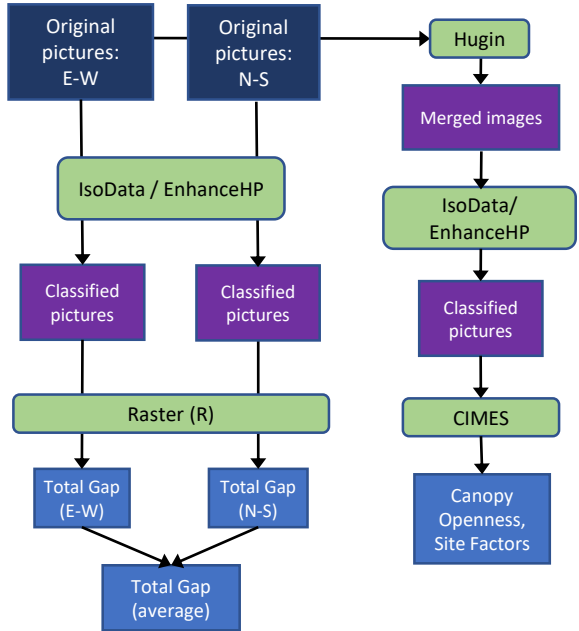 Original
pictures:
E-W
Original
pictures:
N-S
Hugin
Merged images
IsoData / EnhanceHP
IsoData/
EnhanceHP
Classified
pictures
Classified
pictures
Classified
pictures
Raster (R)
CIMES
Total Gap
(E-W)
Total Gap
(N-S)
Canopy
Openness,
Site Factors
Total Gap
(average)